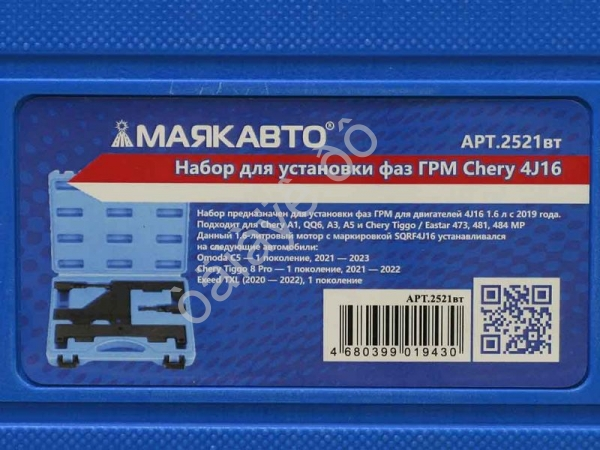 МАЯКАВТО®
АРТ.2521вт
Набор для установки фаз ГРМ Chery 4J16
Набор предназначен для установки фаз ГРМ для двигателей 4J16 1.6 л с 2019 года.
Подходит для Chery A1, QQ6, A3, A5 и Chery Tiggo / Eastar 473, 481, 484 MP
Данный 1.6-литровый мотор с маркировкой SQRF4J16 устанавливался
на следующие автомобили:
Omoda C5 — 1 поколение, 2021 — 2023
Chery Tiggo 8 Pro — 1 поколение, 2021 — 2022
Exeed TXL (2020 — 2022), 1 поколение
АРТ.2521вт
4 680399 019430